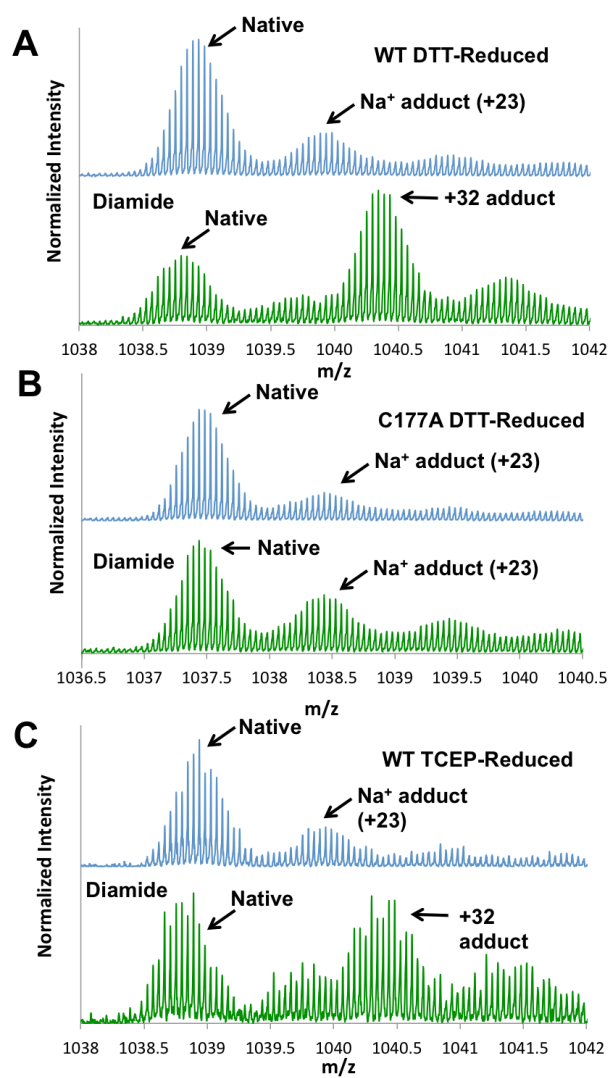 A
Native
WT DTT-Reduced
Na+ adduct (+23)
Normalized Intensity
Diamide
Native
+32 adduct
1038 1038.5 1039 1039.5 1040 1040.5 1041 1041.5 1042
m/z
B
Native
C177A DTT-Reduced
Na+ adduct (+23)
Normalized Intensity
Diamide
Native
Na+ adduct (+23)
1036.5 1037 1037.5 1038 1038.5 1039 1039.5 1040 1040.5
m/z
C
Native
WT TCEP-Reduced
Na+ adduct
(+23)
Normalized Intensity
Diamide
Native
+32
adduct
1038 1038.5 1039 1039.5 1040 1040.5 1041 1041.5 1042
m/z